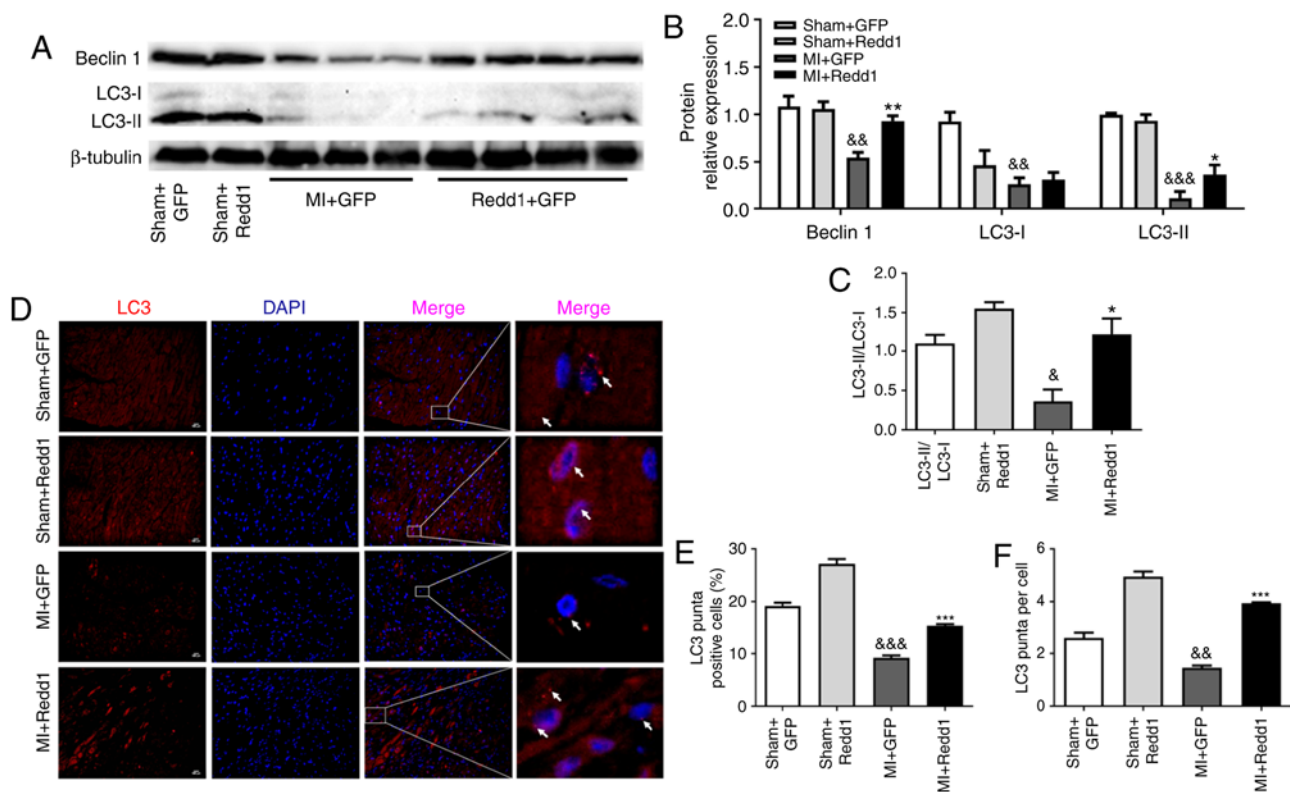 A
Beclin 1
LC3-I
LC3-II
β-tubulin
Sham+
GFP
Sham+
Redd1
MI+GFP
Redd1+GFP
B
Sham+GFP
Sham+Redd1
MI+GFP
MI+Redd1
Protein
relative expression
2.0
1.5
1.0
0.5
0.0
&&
**
&&
&&&
*
Beclin 1
LC3-I
LC3-II
C
LC3-II/LC3-I
2.0
1.5
1.0
0.5
0.0
&
*
LC3-II/
LC3-I
Sham+
Redd1
MI+GFP
MI+Redd1
D
LC3
DAPI
Merge
Merge
Sham+GFP
Sham+Redd1
MI+GFP
MI+Redd1
E
LC3 punta
positive cells (%)
30
20
10
0
&&&
***
Sham+
GFP
Sham+
Redd1
MI+GFP
MI+Redd1
F
LC3 punta per cell
6
4
2
0
&&
***
Sham+
GFP
Sham+
Redd1
MI+GFP
MI+Redd1